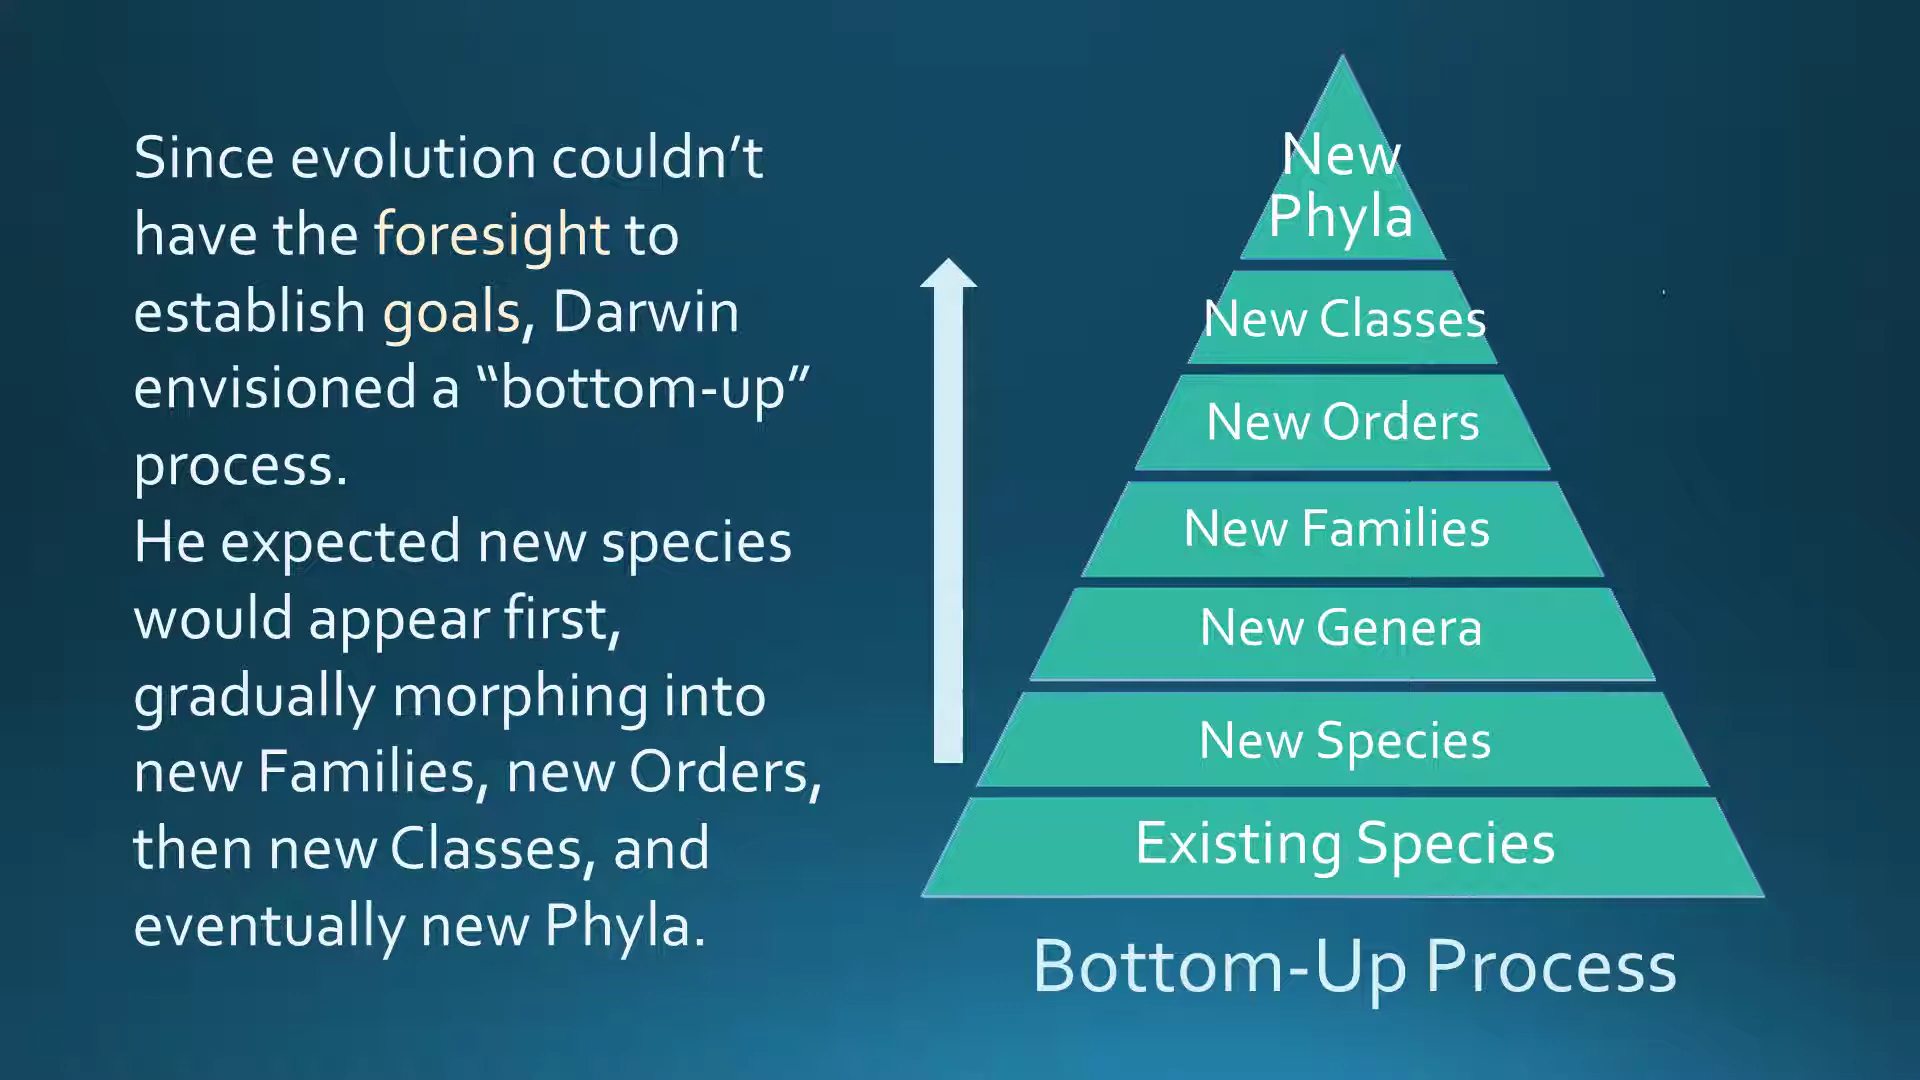 Since evolution couldn’t
have the foresight to
establish goals, Darwin
envisioned a “bottom-up”
process.
He expected new species
would appear first,
gradually morphing into
new Families, new Orders,
then new Classes, and
eventually new Phyla.
New
Phyla
New Classes
New Orders
New Families
New Genera
New Species
Existing Species
Bottom-Up Process